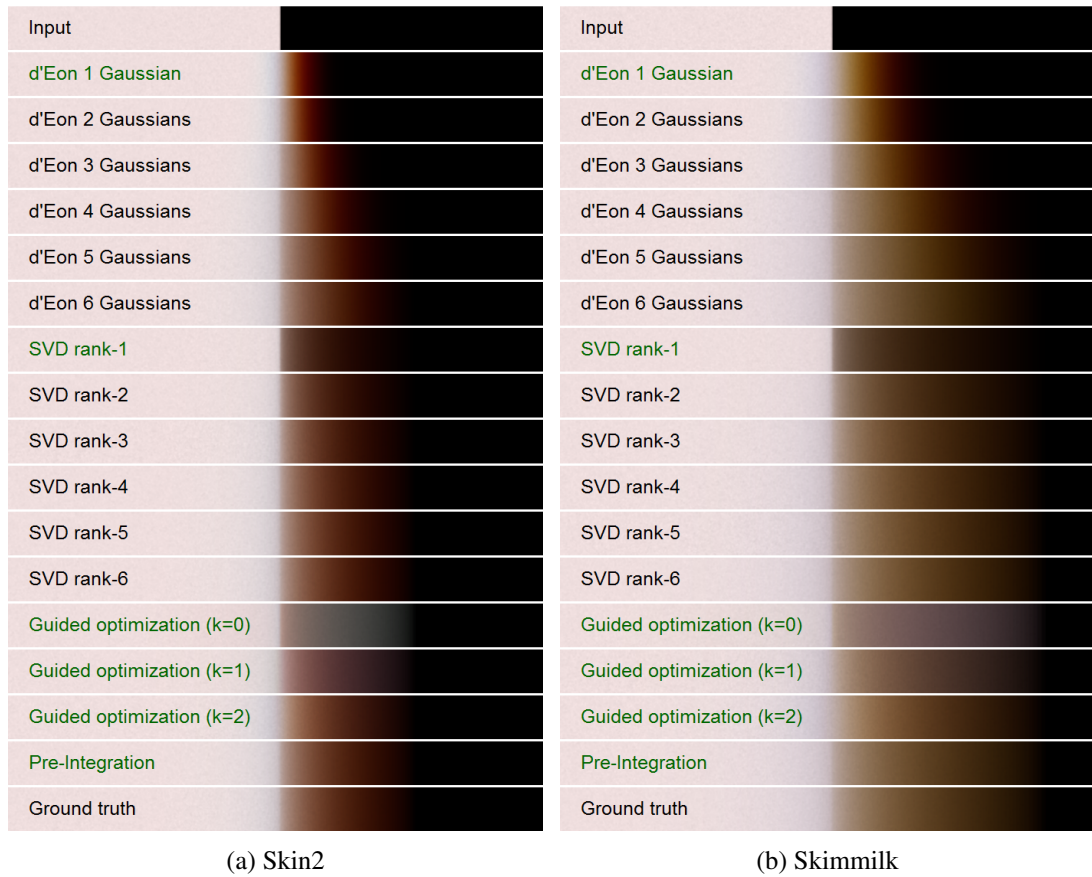 Input
d'Eon 1 Gaussian
d'Eon 2 Gaussians
d'Eon 3 Gaussians
d'Eon 4 Gaussians
d'Eon 5 Gaussians
d'Eon 6 Gaussians
SVD rank-1
SVD rank-2
SVD rank-3
SVD rank-4
SVD rank-5
SVD rank-6
Guided optimization (k=0)
Guided optimization (k=1)
Guided optimization (k=2)
Pre-Integration
Ground truth
(a) Skin2
Input
d'Eon 1 Gaussian
d'Eon 2 Gaussians
d'Eon 3 Gaussians
d'Eon 4 Gaussians
d'Eon 5 Gaussians
d'Eon 6 Gaussians
SVD rank-1
SVD rank-2
SVD rank-3
SVD rank-4
SVD rank-5
SVD rank-6
Guided optimization (k=0)
Guided optimization (k=1)
Guided optimization (k=2)
Pre-Integration
Ground truth
(b) Skimmilk